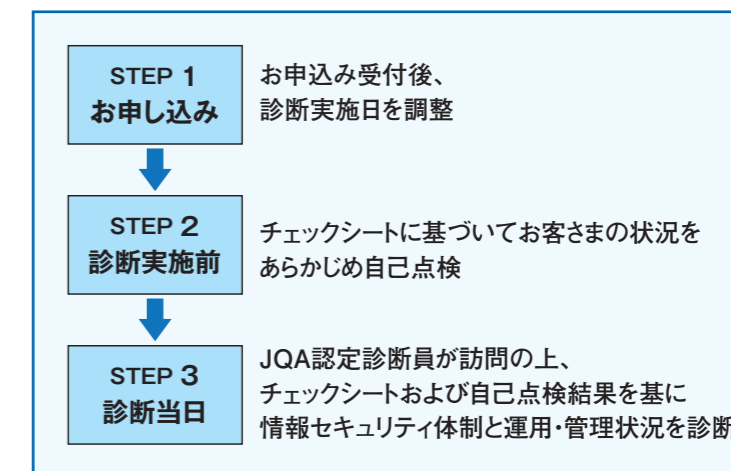 STEP 1
お申し込み
お申込み受付後、
診断実施日を調整
STEP 2
診断実施前
チェックシートに基づいてお客さまの状況を
あらかじめ自己点検
STEP 3
診断当日
JQA認定診断員が訪問の上、
チェックシートおよび自己点検結果を基に
情報セキュリティ体制と運用・管理状況を診断